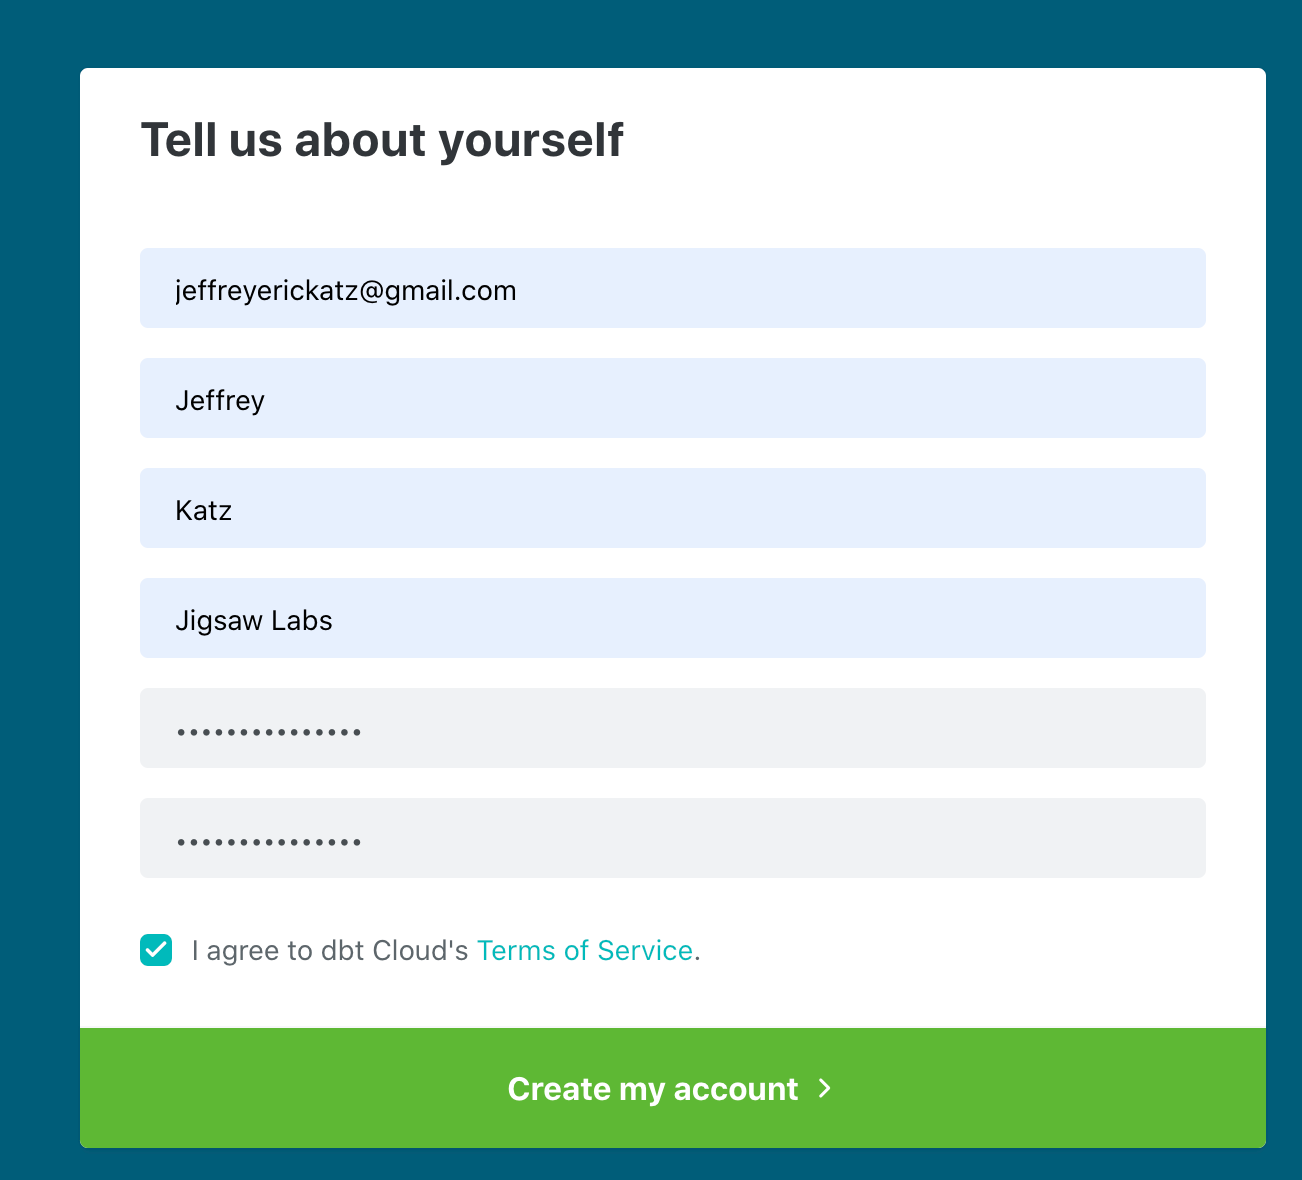 Tell us about yourself
jeffreyerickatz@gmail.com
Jeffrey
Katz
Jigsaw Labs
•••••••••••••••
•••••••••••••••
I agree to dbt Cloud's Terms of Service.
Create my account